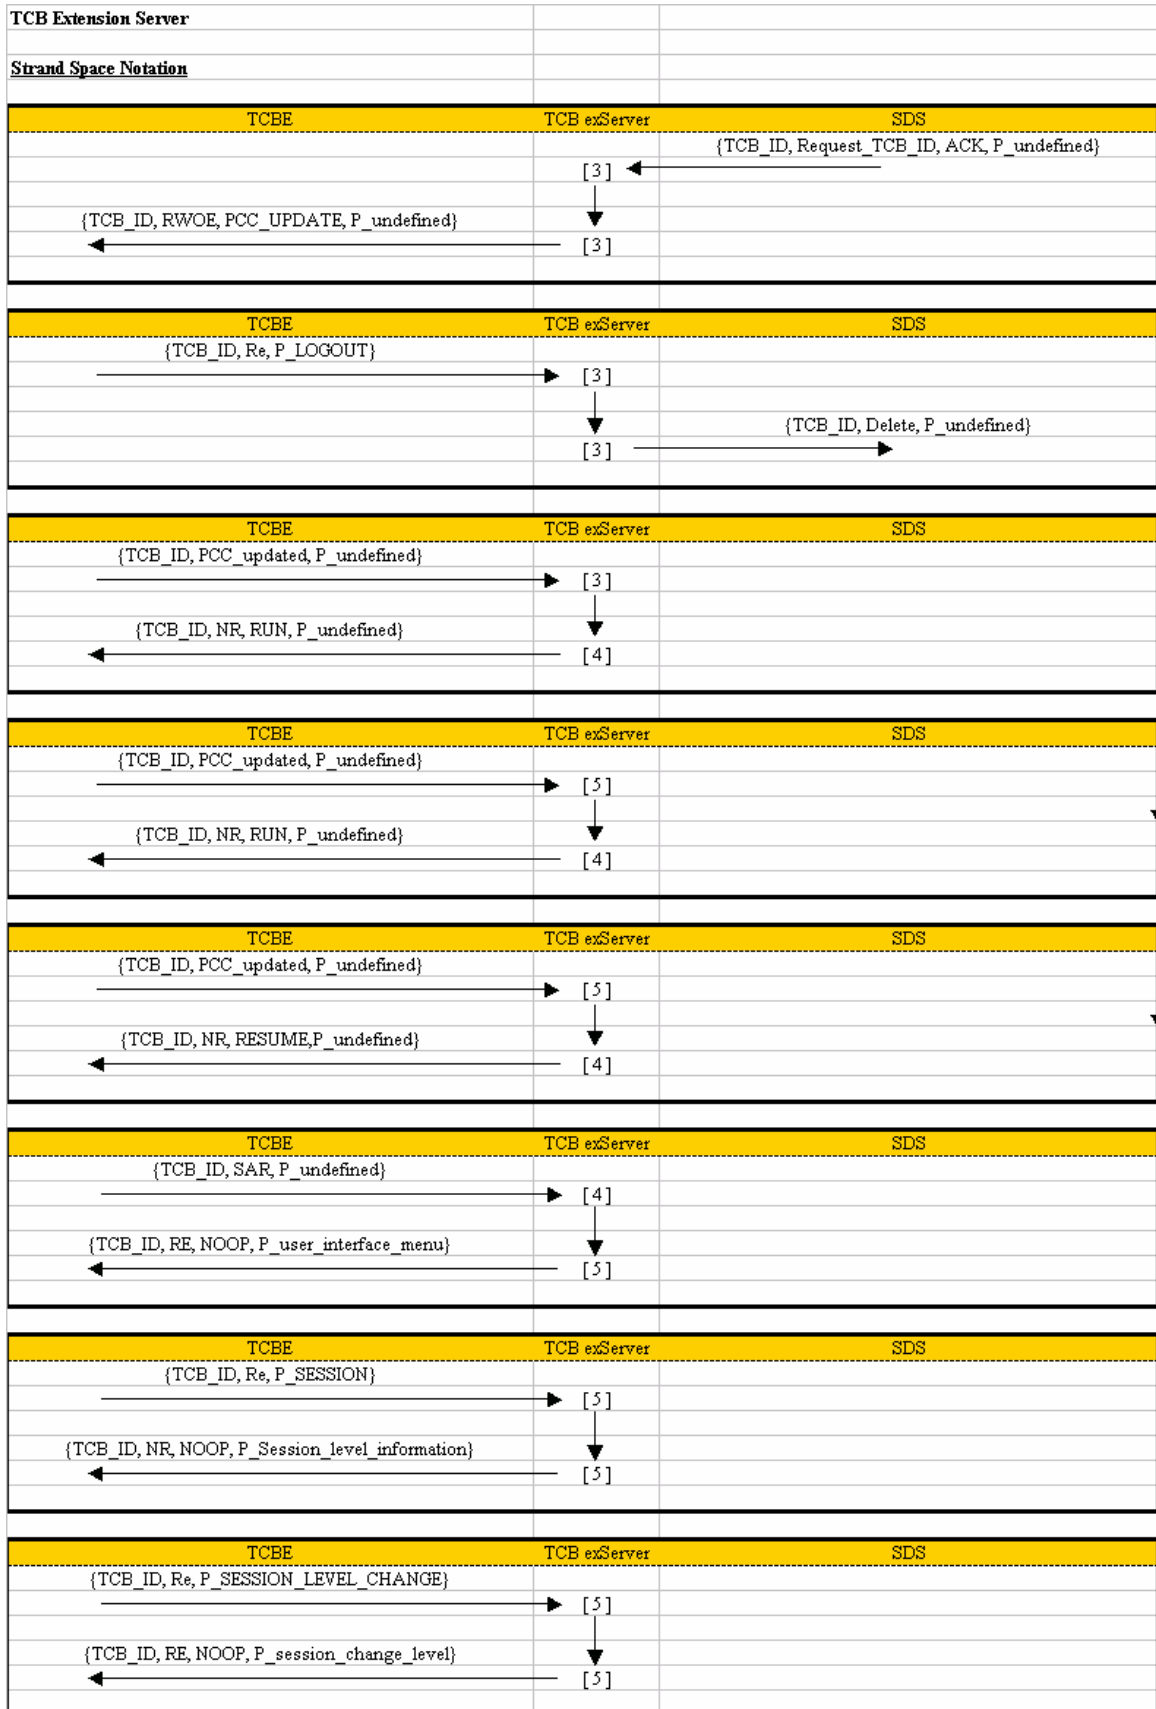 TCB Extension Server
Strand Space Notation
TCBE TCB exServer SDS
{TCB_ID, Request_TCB_ID, ACK, P_undefined}
[3]
{TCB_ID, RWOE, PCC_UPDATE, P_undefined}
[3]
TCBE TCB exServer SDS
{TCB_ID, Re, P_LOGOUT}
[3]
{TCB_ID, Delete, P_undefined}
[3]
TCBE TCB exServer SDS
{TCB_ID, PCC_updated, P_undefined}
[3]
{TCB_ID, NR, RUN, P_undefined}
[4]
TCBE TCB exServer SDS
{TCB_ID, PCC_updated, P_undefined}
[5]
{TCB_ID, NR, RUN, P_undefined}
[4]
TCBE TCB exServer SDS
{TCB_ID, PCC_updated, P_undefined}
[5]
{TCB_ID, NR, RESUME,P_undefined}
[4]
TCBE TCB exServer SDS
{TCB_ID, SAR, P_undefined}
[4]
{TCB_ID, RE, NOOP, P_user_interface_menu}
[5]
TCBE TCB exServer SDS
{TCB_ID, Re, P_SESSION}
[5]
{TCB_ID, NR, NOOP, P_Session_level_information}
[5]
TCBE TCB exServer SDS
{TCB_ID, Re, P_SESSION_LEVEL_CHANGE}
[5]
{TCB_ID, RE, NOOP, P_session_change_level}
[5]